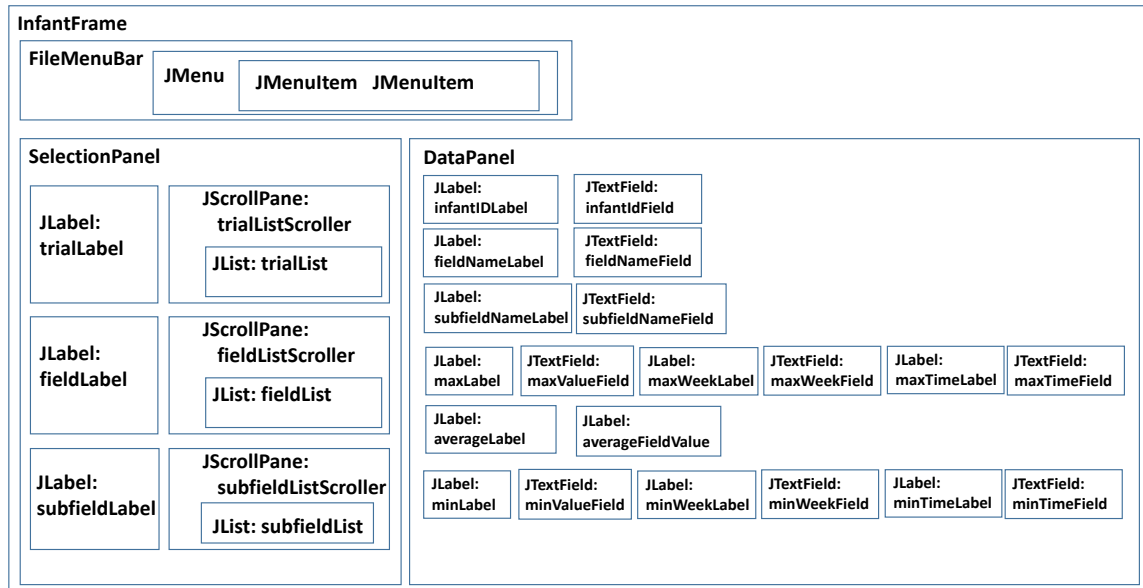 InfantFrame
FileMenuBar
JMenu
JMenuItem JMenuItem
SelectionPanel
JLabel:
trialLabel
JScrollPane:
trialListScroller
JList: trialList
JLabel:
fieldLabel
JScrollPane:
fieldListScroller
JList: fieldList
JLabel:
subfieldLabel
JScrollPane:
subfieldListScroller
JList: subfieldList
DataPanel
JLabel:
infantIDLabel
JTextField:
infantIdField
JLabel:
fieldNameLabel
JTextField:
fieldNameField
JLabel:
subfieldNameLabel
JTextField:
subfieldNameField
JLabel:
maxLabel
JTextField:
maxValueField
JLabel:
maxWeekLabel
JTextField:
maxWeekField
JLabel:
maxTimeLabel
JTextField:
maxTimeField
JLabel:
averageLabel
JLabel:
averageFieldValue
JLabel:
minLabel
JTextField:
minValueField
JLabel:
minWeekLabel
JTextField:
minWeekField
JLabel:
minTimeLabel
JTextField:
minTimeField